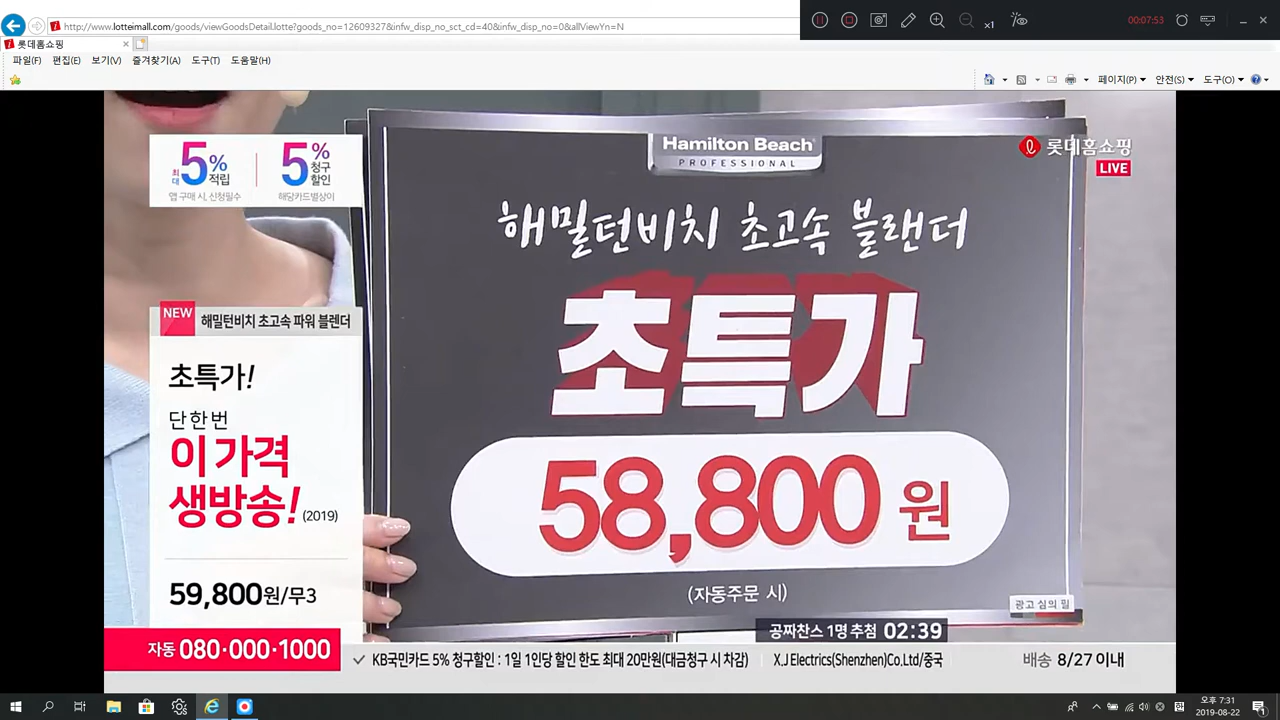 http://www.lotteimall.com/goods/viewGoodsDetail.lotte?goods_no=12609327&infw_disp_no_sct_cd=40&infw_disp_no=0&allViewYn=N
00:07:53
x1
롯데홈쇼핑
파일(F) 편집(E) 보기(V) 즐겨찾기(A) 도구(T) 도움말(H)
페이지(P) 안전(S) 도구(O)
최대 5% 적립
앱 구매 시, 신청필수
5% 청구 할인
해당카드별상이
Hamilton Beach
PROFESSIONAL
롯데홈쇼핑
LIVE
해밀턴비치 초고속 블랜더
초특가
58,800원
(자동주문 시)
NEW 해밀턴비치 초고속 파워 블렌더
초특가!
단한번
이 가격
생방송! (2019)
59,800원/무3
광고 심의 필
공짜찬스 1명 추첨 02:39
자동 080·000·1000
KB국민카드 5% 청구할인 : 1일 1인당 할인 한도 최대 20만원(대금청구 시 차감)
X.J Electrics(Shenzhen)Co.Ltd/중국
배송 8/27 이내
오후 7:31
2019-08-22